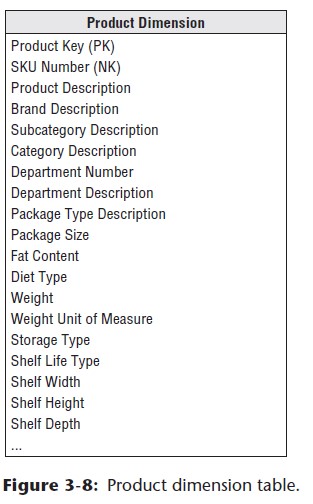 Product Dimension
Product Key (PK)
SKU Number (NK)
Product Description
Brand Description
Subcategory Description
Category Description
Department Number
Department Description
Package Type Description
Package Size
Fat Content
Diet Type
Weight
Weight Unit of Measure
Storage Type
Shelf Life Type
Shelf Width
Shelf Height
Shelf Depth
...
Figure 3-8: Product dimension table.